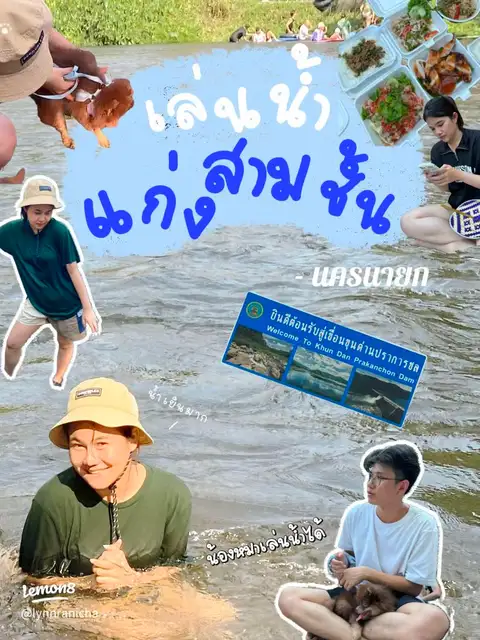 เล่นน้ำ
แก่งสามชั้น
- นครนายก
ยินดีต้อนรับสู่เขื่อนขุนด่านปราการชล
Welcome To Khun Dan Prakanchon Dam
น้ำเย็นมาก
น้องหมาเล่นน้ำได้
lemon8
@lynnranicha